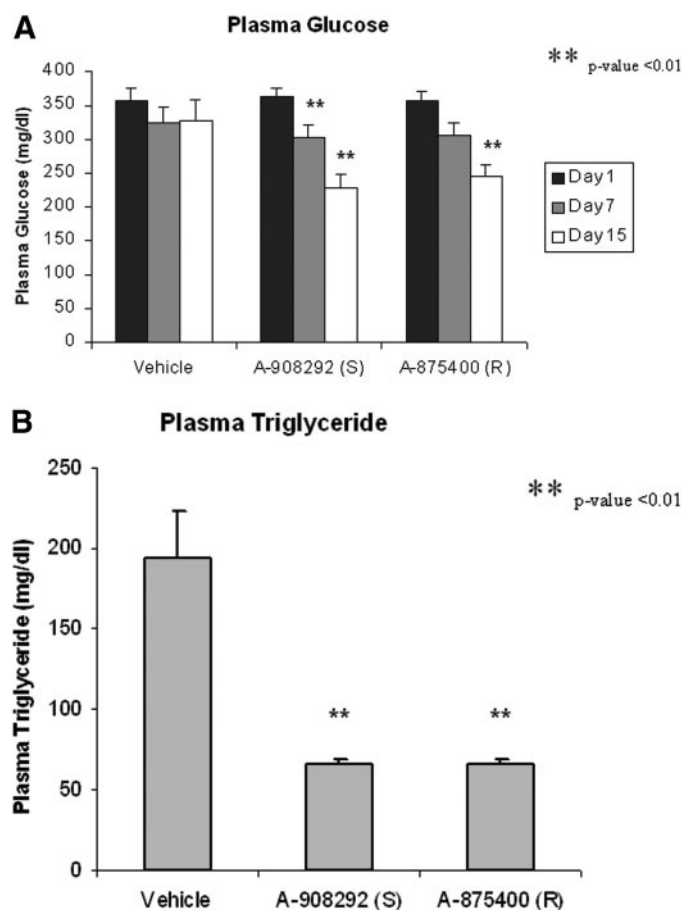 A
Plasma Glucose
** p-value <0.01
Plasma Glucose (mg/dl)
400
350
300
250
200
150
100
50
0
**
**
**
Day1
Day7
Day15
Vehicle
A-908292 (S)
A-875400 (R)
B
Plasma Triglyceride
** p-value <0.01
Plasma Triglyceride (mg/dl)
250
200
150
100
50
0
**
**
Vehicle
A-908292 (S)
A-875400 (R)